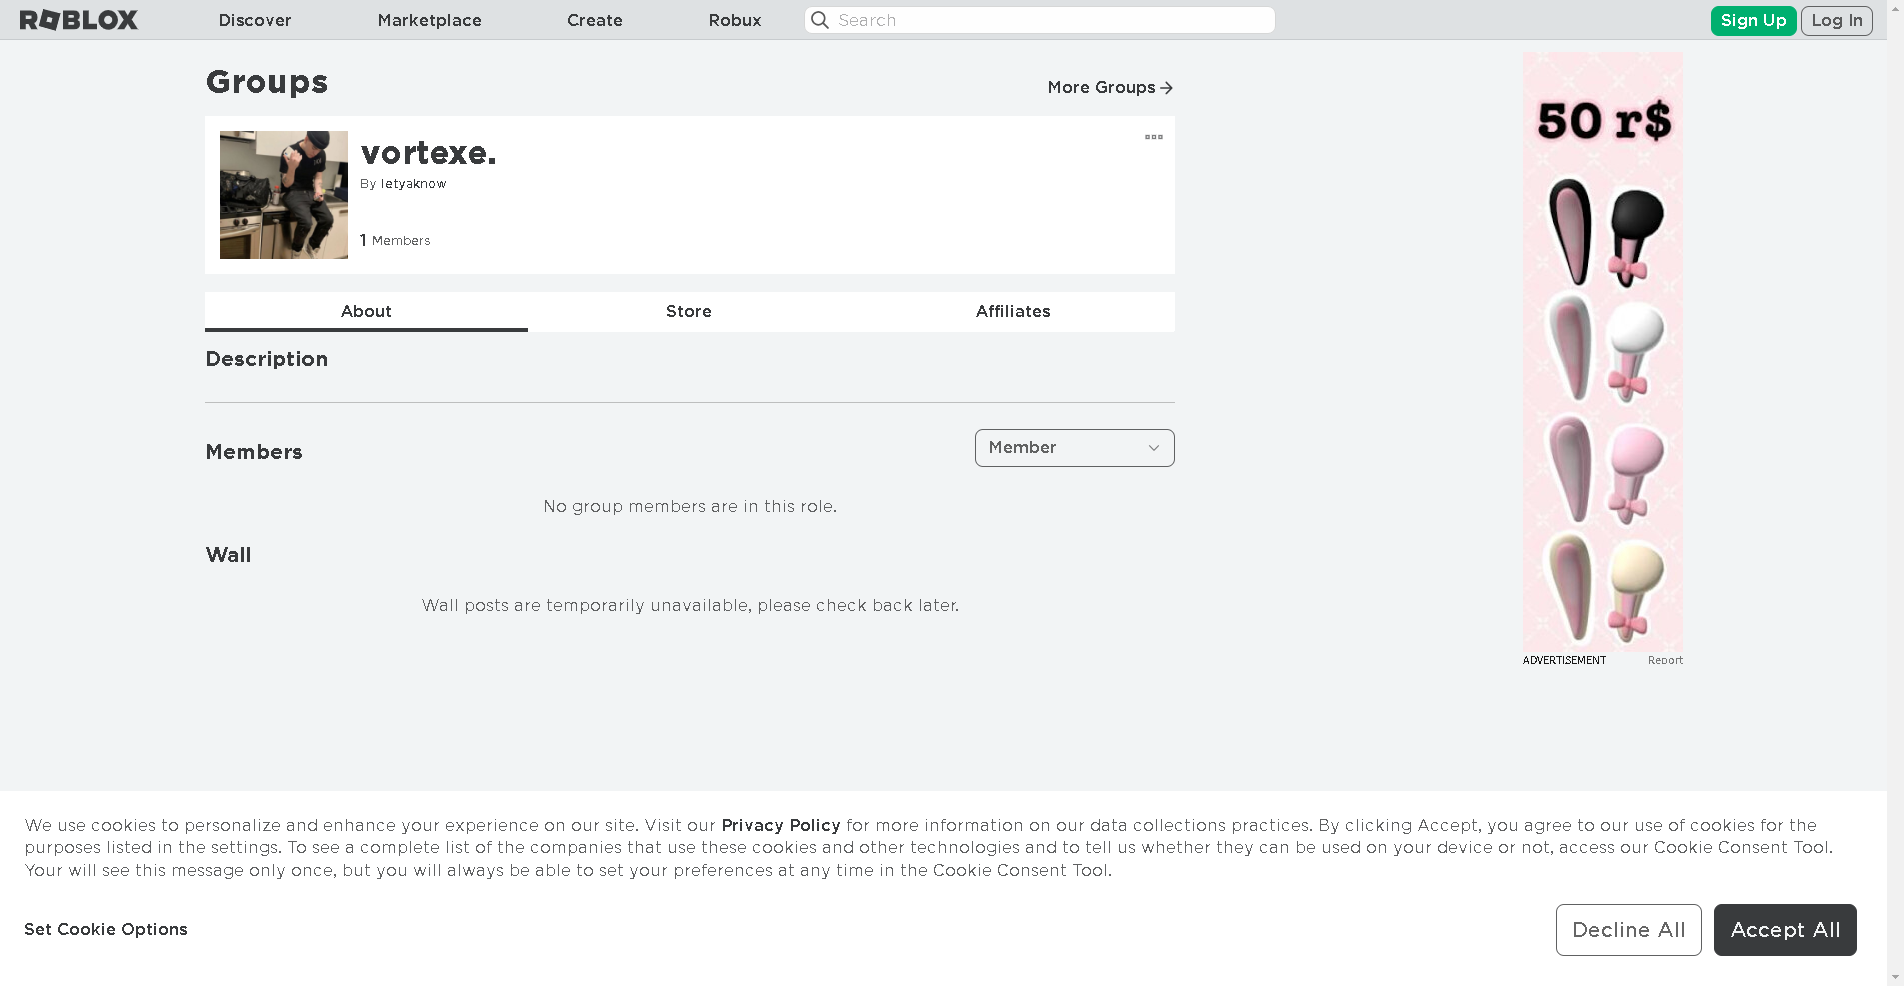 ROBLOX
Discover
Marketplace
Create
Robux
Search
Sign Up
Log In
Groups
More Groups
vortexe.
By letyaknow
1 Members
About
Store
Affiliates
Description
Members
Member
No group members are in this role.
Wall
Wall posts are temporarily unavailable, please check back later.
50 r$
ADVERTISEMENT
Report
We use cookies to personalize and enhance your experience on our site. Visit our Privacy Policy for more information on our data collections practices. By clicking Accept, you agree to our use of cookies for the
purposes listed in the settings. To see a complete list of the companies that use these cookies and other technologies and to tell us whether they can be used on your device or not, access our Cookie Consent Tool.
Your will see this message only once, but you will always be able to set your preferences at any time in the Cookie Consent Tool.
Set Cookie Options
Decline All
Accept All